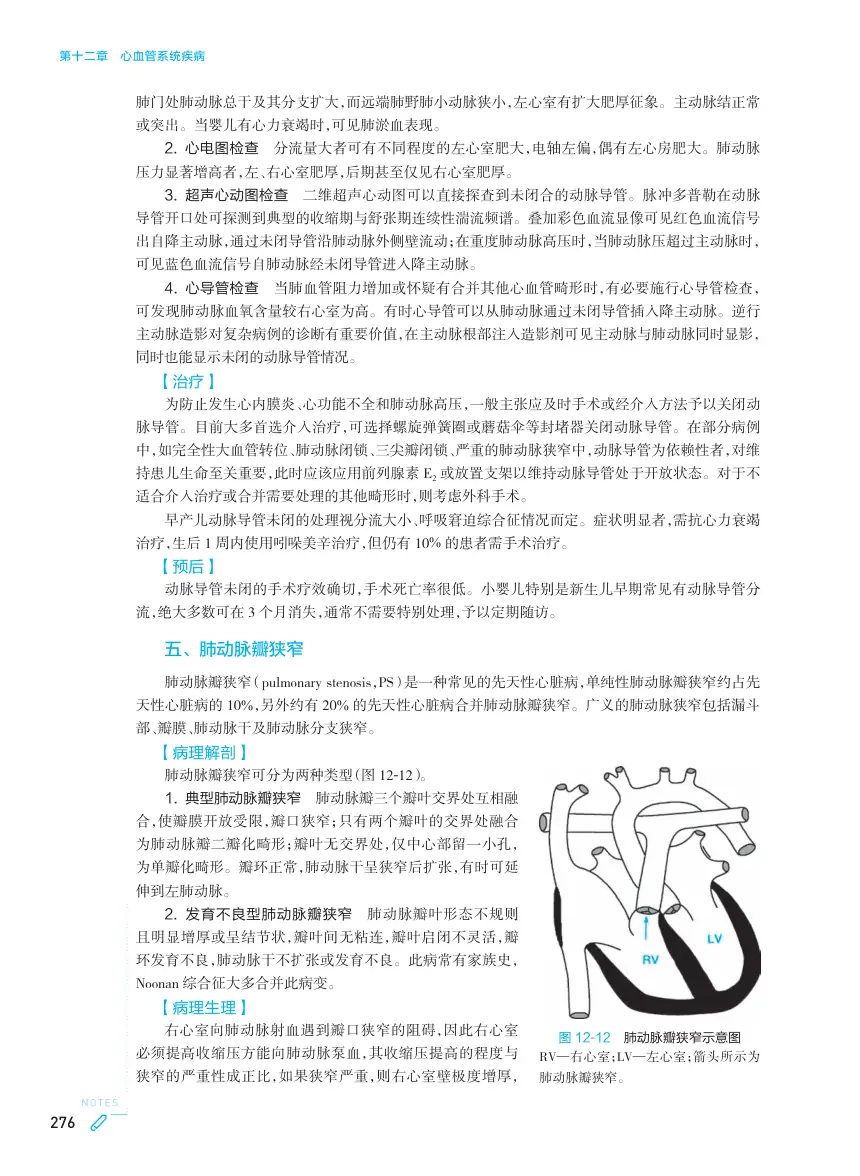 第十二章 心血管系统疾病
肺门处肺动脉总干及其分支扩大，而远端肺野肺小动脉狭小，左心室有扩大肥厚征象。主动脉结正常
或突出。当婴儿有心力衰竭时，可见肺淤血表现。
2. 心电图检查 分流量大者可有不同程度的左心室肥大，电轴左偏，偶有左心房肥大。肺动脉
压力显著增高者，左、右心室肥厚，后期甚至仅见右心室肥厚。
3. 超声心动图检查 二维超声心动图可以直接探查到未闭合的动脉导管。脉冲多普勒在动脉
导管开口处可探测到典型的收缩期与舒张期连续性湍流频谱。叠加彩色血流显像可见红色血流信号
出自降主动脉，通过未闭导管沿肺动脉外侧壁流动；在重度肺动脉高压时，当肺动脉压超过主动脉时，
可见蓝色血流信号自肺动脉经未闭导管进入降主动脉。
4. 心导管检查 当肺血管阻力增加或怀疑有合并其他心血管畸形时，有必要施行心导管检查，
可发现肺动脉血氧含量较右心室为高。有时心导管可以从肺动脉通过未闭导管插入降主动脉。逆行
主动脉造影对复杂病例的诊断有重要价值，在主动脉根部注入造影剂可见主动脉与肺动脉同时显影，
同时也能显示未闭的动脉导管情况。
【治疗】
为防止发生心内膜炎、心功能不全和肺动脉高压，一般主张应及时手术或经介入方法予以关闭动
脉导管。目前大多首选介入治疗，可选择螺旋弹簧圈或蘑菇伞等封堵器关闭动脉导管。在部分病例
中，如完全性大血管转位、肺动脉闭锁、三尖瓣闭锁、严重的肺动脉狭窄中，动脉导管为依赖性者，对维
持患儿生命至关重要，此时应该应用前列腺素 E₂ 或放置支架以维持动脉导管处于开放状态。对于不
适合介入治疗或合并需要处理的其他畸形时，则考虑外科手术。
早产儿动脉导管未闭的处理视分流大小、呼吸窘迫综合征情况而定。症状明显者，需抗心力衰竭
治疗，生后 1 周内使用吲哚美辛治疗，但仍有 10% 的患者需手术治疗。
【预后】
动脉导管未闭的手术疗效确切，手术死亡率很低。小婴儿特别是新生儿早期常见有动脉导管分
流，绝大多数可在 3 个月消失，通常不需要特别处理，予以定期随访。
五、肺动脉瓣狭窄
肺动脉瓣狭窄（pulmonary stenosis，PS）是一种常见的先天性心脏病，单纯性肺动脉瓣狭窄约占先
天性心脏病的 10%，另外约有 20% 的先天性心脏病合并肺动脉瓣狭窄。广义的肺动脉狭窄包括漏斗
部、瓣膜、肺动脉干及肺动脉分支狭窄。
【病理解剖】
肺动脉瓣狭窄可分为两种类型（图 12-12）。
1. 典型肺动脉瓣狭窄 肺动脉瓣三个瓣叶交界处互相融
合，使瓣膜开放受限，瓣口狭窄；只有两个瓣叶的交界处融合
为肺动脉瓣二瓣化畸形；瓣叶无交界处，仅中心部留一小孔，
为单瓣化畸形。瓣环正常，肺动脉干呈狭窄后扩张，有时可延
伸到左肺动脉。
2. 发育不良型肺动脉瓣狭窄 肺动脉瓣叶形态不规则
且明显增厚或呈结节状，瓣叶间无粘连，瓣叶启闭不灵活，瓣
环发育不良，肺动脉干不扩张或发育不良。此病常有家族史，
Noonan 综合征大多合并此病变。
【病理生理】
右心室向肺动脉射血遇到瓣口狭窄的阻碍，因此右心室
必须提高收缩压方能向肺动脉泵血，其收缩压提高的程度与
狭窄的严重性成正比，如果狭窄严重，则右心室壁极度增厚，
RV
LV
图 12-12 肺动脉瓣狭窄示意图
RV—右心室；LV—左心室；箭头所示为
肺动脉瓣狭窄。
NOTES
276